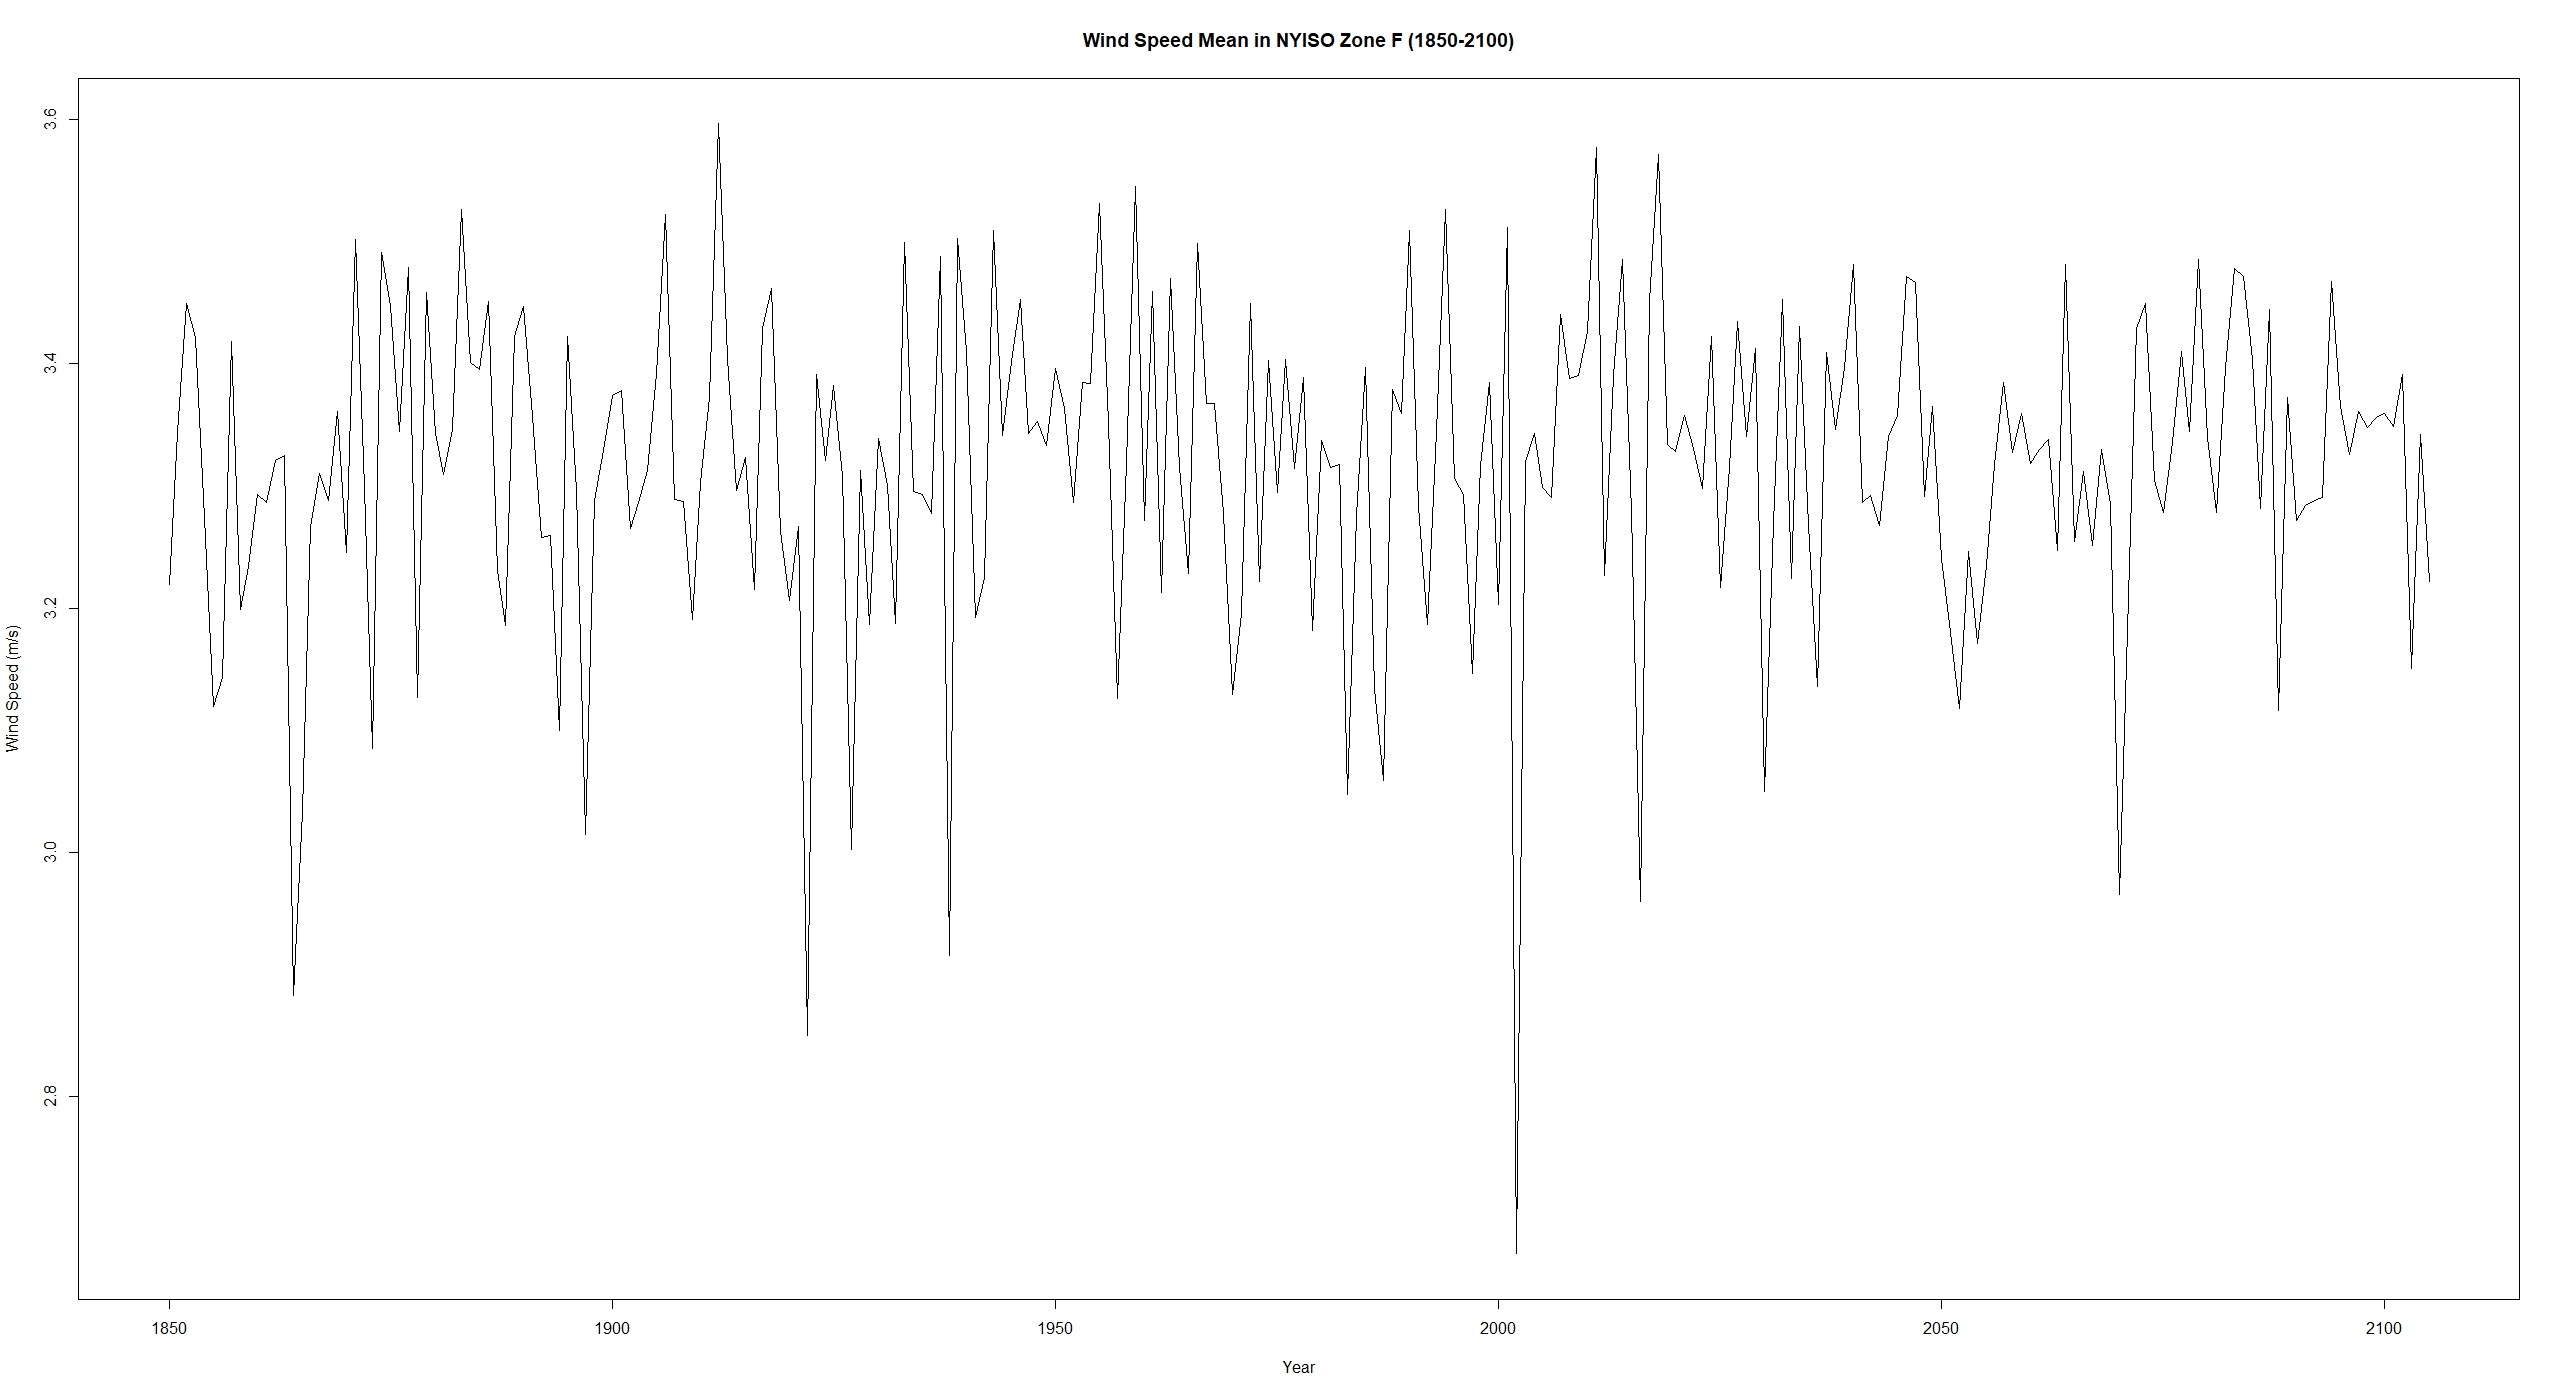 Wind Speed Mean in NYISO Zone F (1850-2100)
Wind Speed (m/s)
3.6
3.4
3.2
3.0
2.8
1850 1900 1950 2000 2050 2100
Year